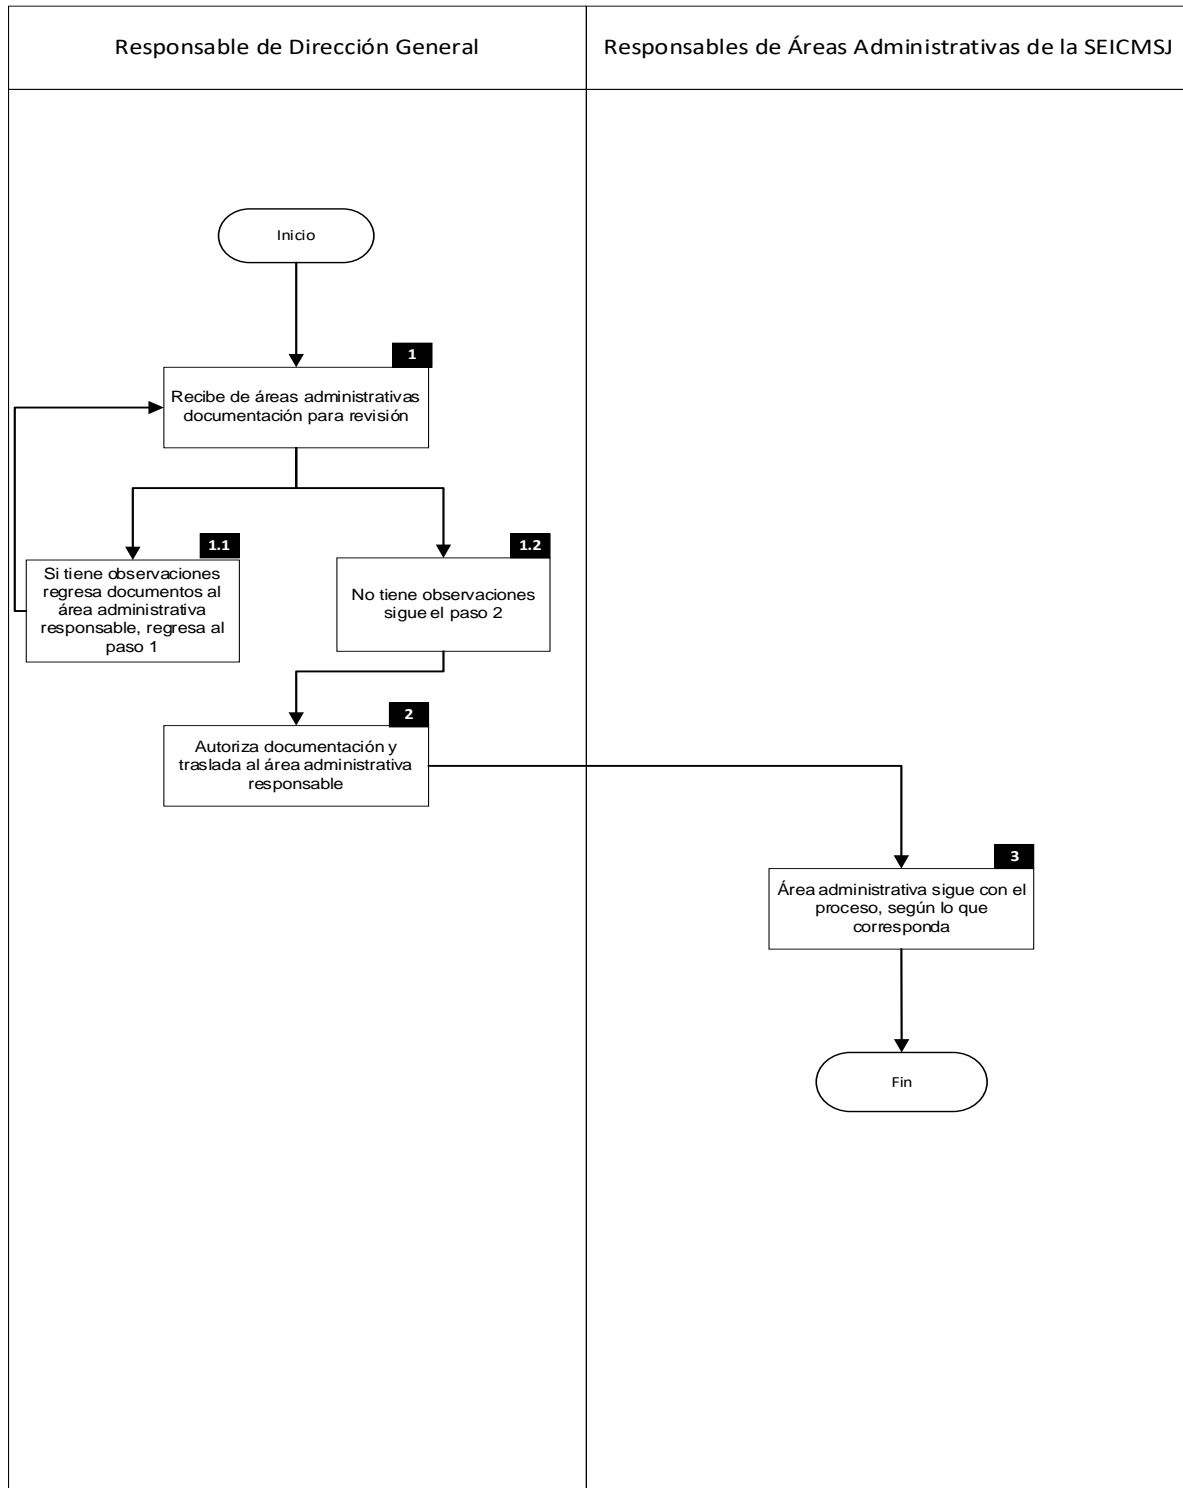 Responsable de Dirección General
Responsables de Áreas Administrativas de la SEICMSJ
Inicio
1
Recibe de áreas administrativas
documentación para revisión
1.1
Si tiene observaciones
regresa documentos al
área administrativa
responsable, regresa al
paso 1
1.2
No tiene observaciones
sigue el paso 2
2
Autoriza documentación y
traslada al área administrativa
responsable
3
Área administrativa sigue con el
proceso, según lo que
corresponda
Fin